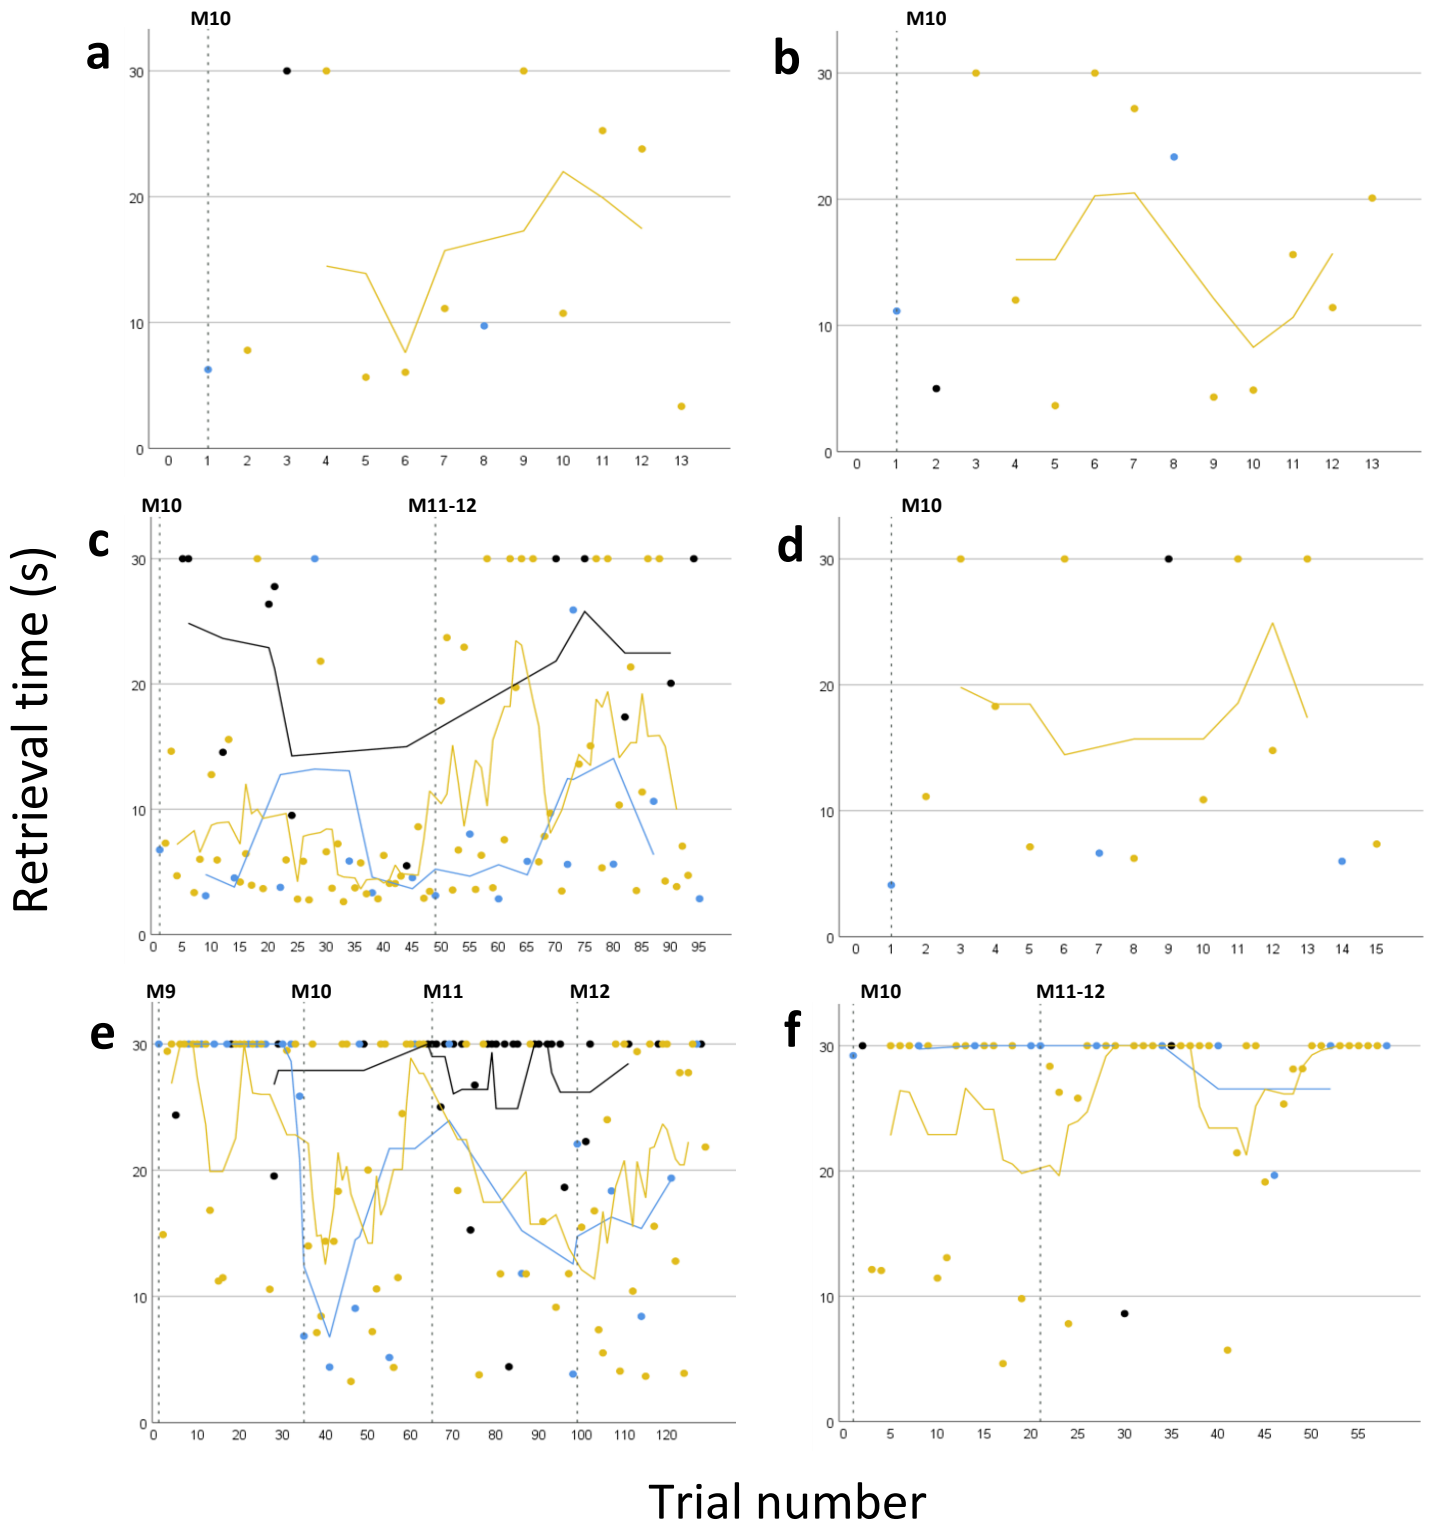 M10
M10
a
b
30
20
10
0
0 1 2 3 4 5 6 7 8 9 10 11 12 13
30
20
10
0
0 1 2 3 4 5 6 7 8 9 10 11 12 13
M10 M11-12
M10
c
d
30
20
10
0
0 5 10 15 20 25 30 35 40 45 50 55 60 65 70 75 80 85 90 95
30
20
10
0
0 1 2 3 4 5 6 7 8 9 10 11 12 13 14 15
M9 M10 M11 M12
M10 M11-12
e
f
30
20
10
0
0 10 20 30 40 50 60 70 80 90 100 110 120
30
20
10
0
0 5 10 15 20 25 30 35 40 45 50 55
Retrieval time (s)
Trial number